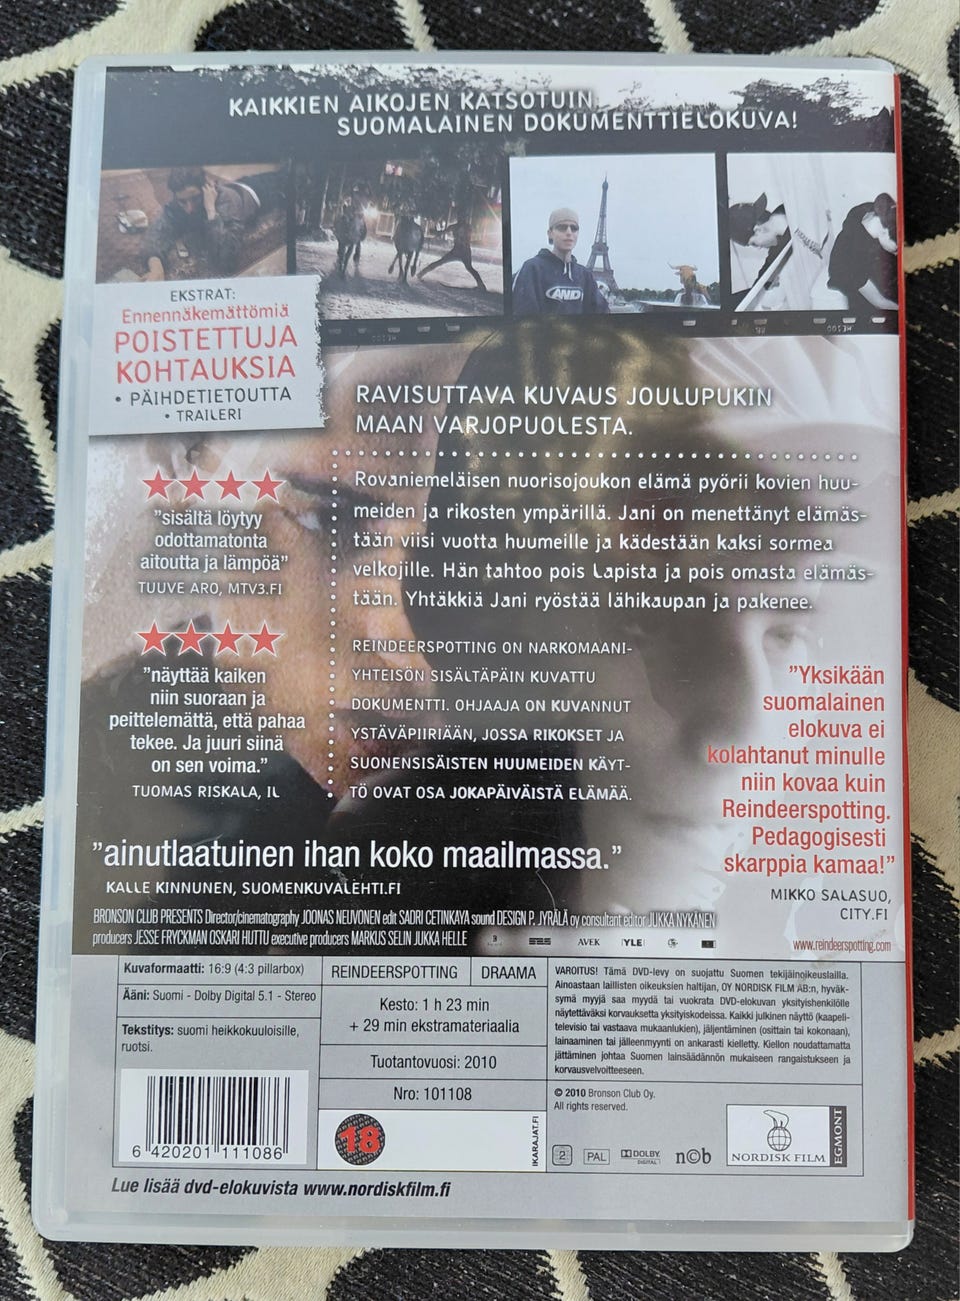 KAIKKIEN AIKOJEN KATSOTUIN
SUOMALAINEN DOKUMENTTIELOKUVA!
AND
EKSTRAT:
Ennennäkemättömiä
POISTETTUJA
KOHTAUKSIA
• PÄIHDETIETOUTTA
• TRAILERI
RAVISUTTAVA KUVAUS JOULUPUKIN
MAAN VARJOPUOLESTA.
Rovaniemeläisen nuorisojoukon elämä pyörii kovien huu-
meiden ja rikosten ympärillä. Jani on menettänyt elämäs-
tään viisi vuotta huumeille ja kädestään kaksi sormea
velkojille. Hän tahtoo pois Lapista ja pois omasta elämäs-
tään. Yhtäkkiä Jani ryöstää lähikaupan ja pakenee.
"sisältä löytyy
odottamatonta
aitoutta ja lämpöä"
TUUVE ARO, MTV3.FI
"näyttää kaiken
niin suoraan ja
peittelemättä, että pahaa
tekee. Ja juuri siinä
on sen voima."
TUOMAS RISKALA, IL
REINDEERSPOTTING ON NARKOMAANI-
YHTEISÖN SISÄLTÄPÄIN KUVATTU
DOKUMENTTI. OHJAAJA ON KUVANNUT
YSTÄVÄPIIRIÄÄN, JOSSA RIKOKSET JA
SUONENSISÄISTEN HUUMEIDEN KÄYT-
TÖ OVAT OSA JOKAPÄIVÄISTÄ ELÄMÄÄ.
"Yksikään
suomalainen
elokuva ei
kolahtanut minulle
niin kovaa kuin
Reindeerspotting.
Pedagogisesti
skarppia kamaa!"
MIKKO SALASUO,
CITY.FI
"ainutlaatuinen ihan koko maailmassa."
KALLE KINNUNEN, SUOMENKUVALEHTI.FI
BRONSON CLUB PRESENTS Director/cinematography JOONAS NEUVONEN edit SADRI CETINKAYA sound DESIGN P. JYRÄLÄ oy consultant editor JUKKA NYKÄNEN
producers JESSE FRYCKMAN OSKARI HUTTU executive producers MARKUS SELIN JUKKA HELLE
AVEK YLE
www.reindeerspotting.com
Kuvaformaatti: 16:9 (4:3 pillarbox)
Ääni: Suomi - Dolby Digital 5.1 - Stereo
Tekstitys: suomi heikkokuuloisille,
ruotsi.
REINDEERSPOTTING DRAAMA
Kesto: 1 h 23 min
+ 29 min ekstramateriaalia
Tuotantovuosi: 2010
Nro: 101108
VAROITUS! Tämä DVD-levy on suojattu Suomen tekijäinoikeuslailla.
Ainoastaan laillisten oikeuksien haltijan, OY NORDISK FILM AB:n, hyväk-
symä myyjä saa myydä tai vuokrata DVD-elokuvan yksityishenkilölle
näytettäväksi korvauksetta yksityiskodeissa. Kaikki julkinen näyttö (kaapeli-
televisio tai vastaava mukaanlukien), jäljentäminen (osittain tai kokonaan),
lainaaminen tai jälleenmyynti on ankarasti kielletty. Kiellon noudattamatta
jättäminen johtaa Suomen lainsäädännön mukaiseen rangaistukseen ja
korvausvelvoitteeseen.
© 2010 Bronson Club Oy.
All rights reserved.
6 420201 111086
18
IKARAJAT.FI
2 PAL DOLBY DIGITAL n©b
NORDISK FILM
EGMONT
Lue lisää dvd-elokuvista www.nordiskfilm.fi